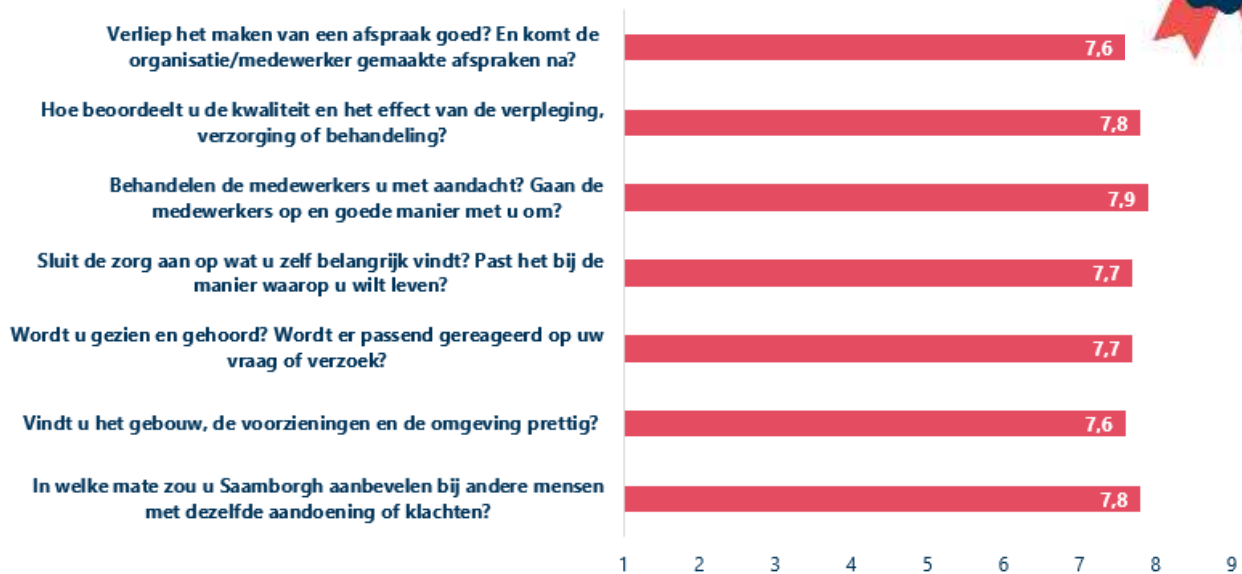 Verliep het maken van een afspraak goed? En komt de
organisatie/medewerker gemaakte afspraken na?
7,6
Hoe beoordeelt u de kwaliteit en het effect van de verpleging,
verzorging of behandeling?
7,8
Behandelen de medewerkers u met aandacht? Gaan de
medewerkers op en goede manier met u om?
7,9
Sluit de zorg aan op wat u zelf belangrijk vindt? Past het bij de
manier waarop u wilt leven?
7,7
Wordt u gezien en gehoord? Wordt er passend gereageerd op uw
vraag of verzoek?
7,7
Vindt u het gebouw, de voorzieningen en de omgeving prettig?
7,6
In welke mate zou u Saamborgh aanbevelen bij andere mensen
met dezelfde aandoening of klachten?
7,8
1 2 3 4 5 6 7 8 9